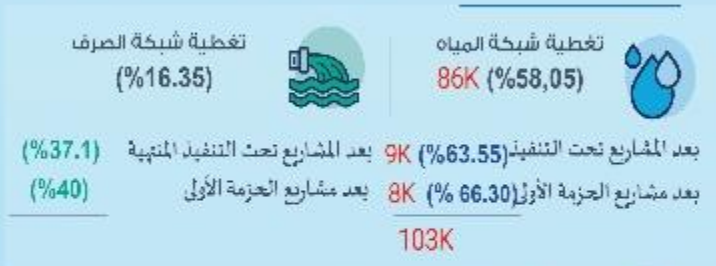 تغطية شبكة المياه
86K (%58,05)
بعد المشاريع تحت التنفيذ (%63.55) 9K
بعد مشاريع الحزمة الأولى (% 66.30) 8K
103K
تغطية شبكة الصرف
(%16.35)
بعد المشاريع تحت التنفيذ المنتهية (%37.1)
بعد مشاريع الحزمة الأولى (%40)